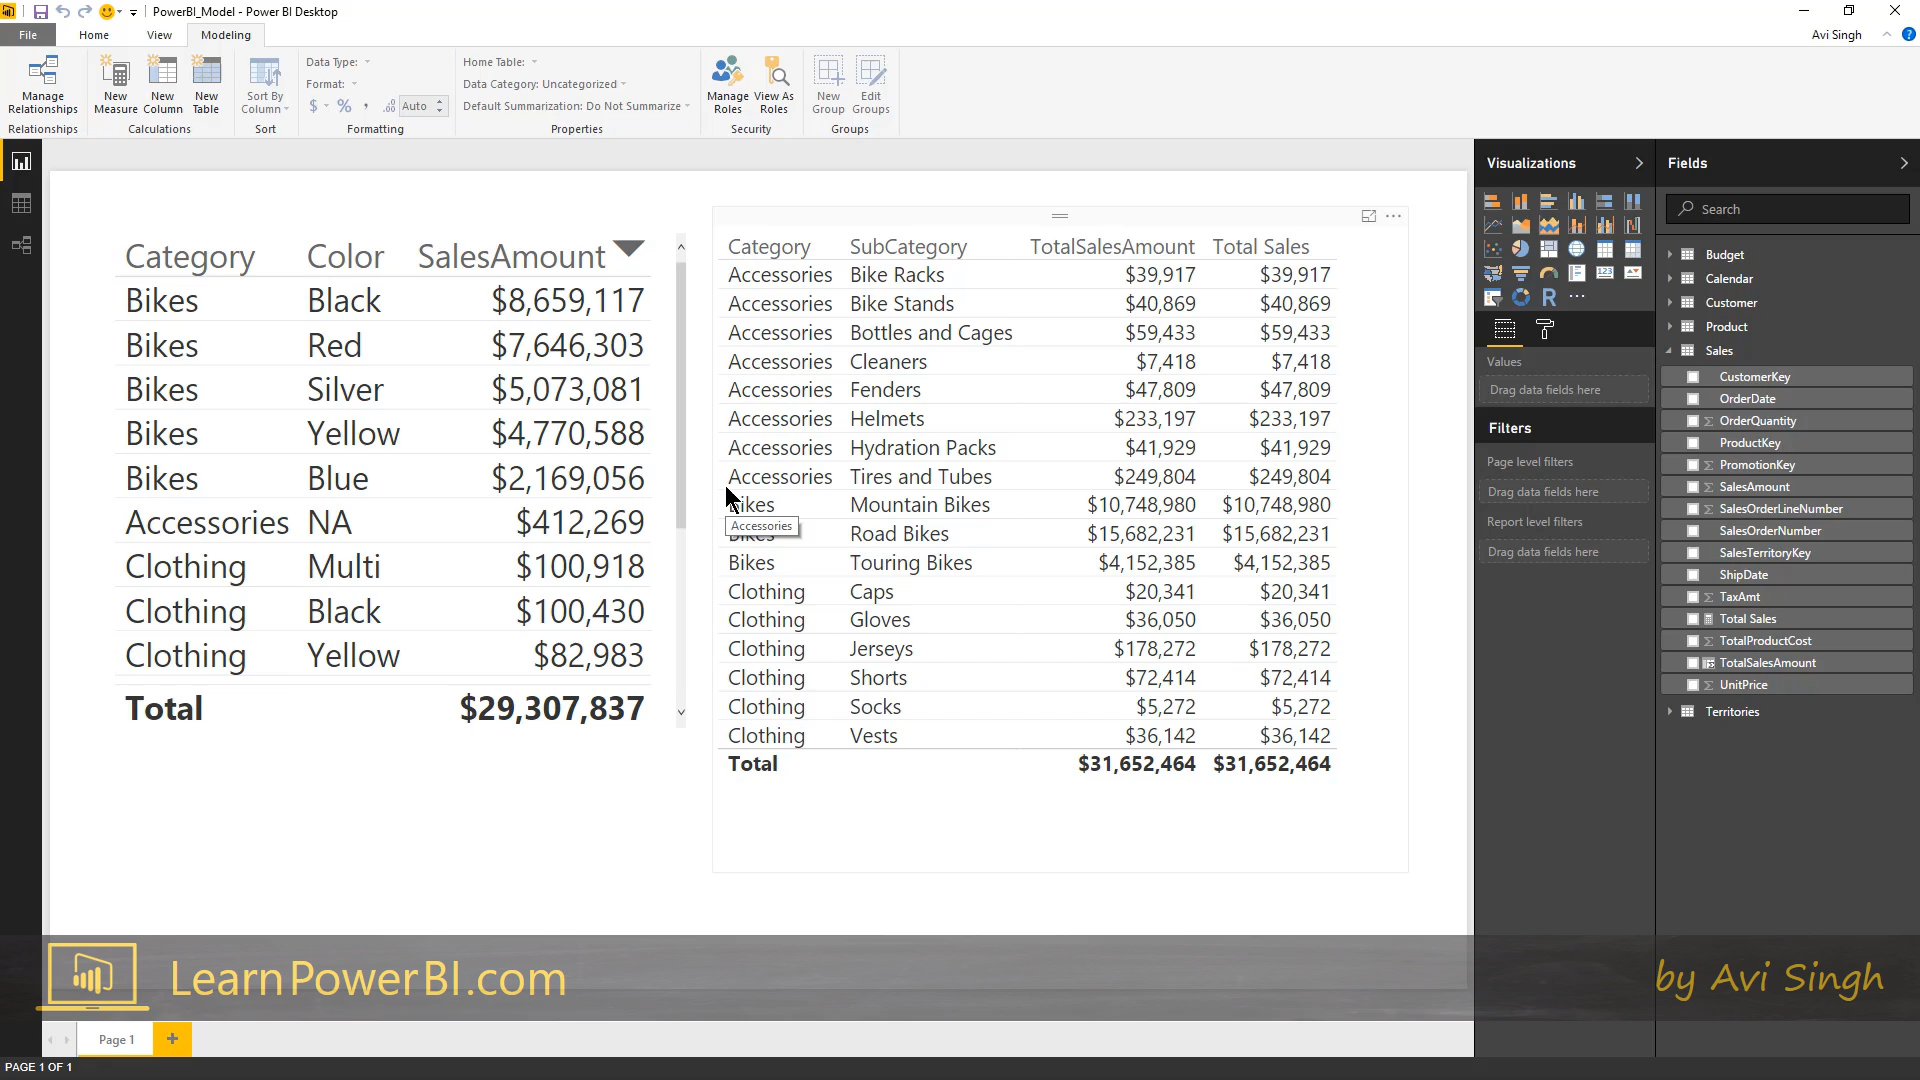 PowerBI_Model - Power BI Desktop
File Home View Modeling Avi Singh
Manage Relationships
New Measure
New Column
New Table
Sort By Column
Data Type:
Format:
$ % , .00 Auto
Home Table:
Data Category: Uncategorized
Default Summarization: Do Not Summarize
Manage Roles
View As Roles
New Group
Edit Groups
Relationships Calculations Sort Formatting Properties Security Groups
Category Color SalesAmount
Bikes Black $8,659,117
Bikes Red $7,646,303
Bikes Silver $5,073,081
Bikes Yellow $4,770,588
Bikes Blue $2,169,056
Accessories NA $412,269
Clothing Multi $100,918
Clothing Black $100,430
Clothing Yellow $82,983
Total $29,307,837
Category SubCategory TotalSalesAmount Total Sales
Accessories Bike Racks $39,917 $39,917
Accessories Bike Stands $40,869 $40,869
Accessories Bottles and Cages $59,433 $59,433
Accessories Cleaners $7,418 $7,418
Accessories Fenders $47,809 $47,809
Accessories Helmets $233,197 $233,197
Accessories Hydration Packs $41,929 $41,929
Accessories Tires and Tubes $249,804 $249,804
Bikes Mountain Bikes $10,748,980 $10,748,980
Accessories
Bikes Road Bikes $15,682,231 $15,682,231
Bikes Touring Bikes $4,152,385 $4,152,385
Clothing Caps $20,341 $20,341
Clothing Gloves $36,050 $36,050
Clothing Jerseys $178,272 $178,272
Clothing Shorts $72,414 $72,414
Clothing Socks $5,272 $5,272
Clothing Vests $36,142 $36,142
Total $31,652,464 $31,652,464
Visualizations
R
Values
Drag data fields here
Filters
Page level filters
Drag data fields here
Report level filters
Drag data fields here
Fields
Search
Budget
Calendar
Customer
Product
Sales
CustomerKey
OrderDate
OrderQuantity
ProductKey
PromotionKey
SalesAmount
SalesOrderLineNumber
SalesOrderNumber
SalesTerritoryKey
ShipDate
TaxAmt
Total Sales
TotalProductCost
TotalSalesAmount
UnitPrice
Territories
LearnPowerBI.com
by Avi Singh
Page 1
PAGE 1 OF 1